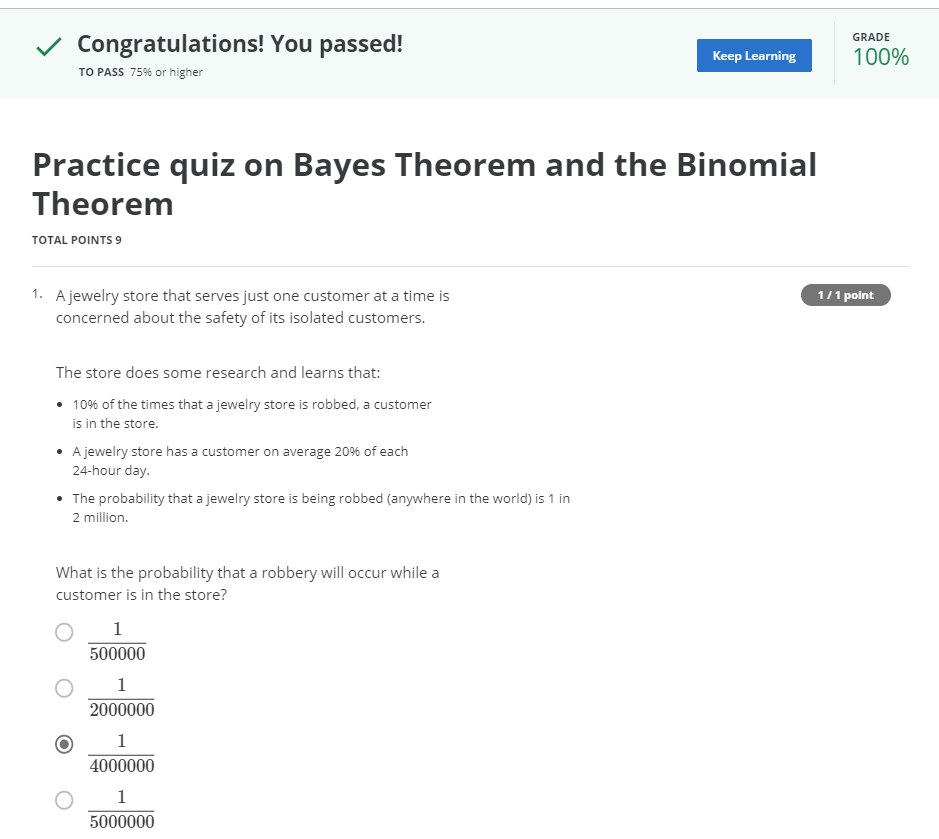 Congratulations! You passed!
TO PASS 75% or higher
Keep Learning
GRADE
100%
Practice quiz on Bayes Theorem and the Binomial
Theorem
TOTAL POINTS 9
1. A jewelry store that serves just one customer at a time is
concerned about the safety of its isolated customers.
1 / 1 point
The store does some research and learns that:
• 10% of the times that a jewelry store is robbed, a customer
is in the store.
• A jewelry store has a customer on average 20% of each
24-hour day.
• The probability that a jewelry store is being robbed (anywhere in the world) is 1 in
2 million.
What is the probability that a robbery will occur while a
customer is in the store?
1
500000
1
2000000
1
4000000
1
5000000